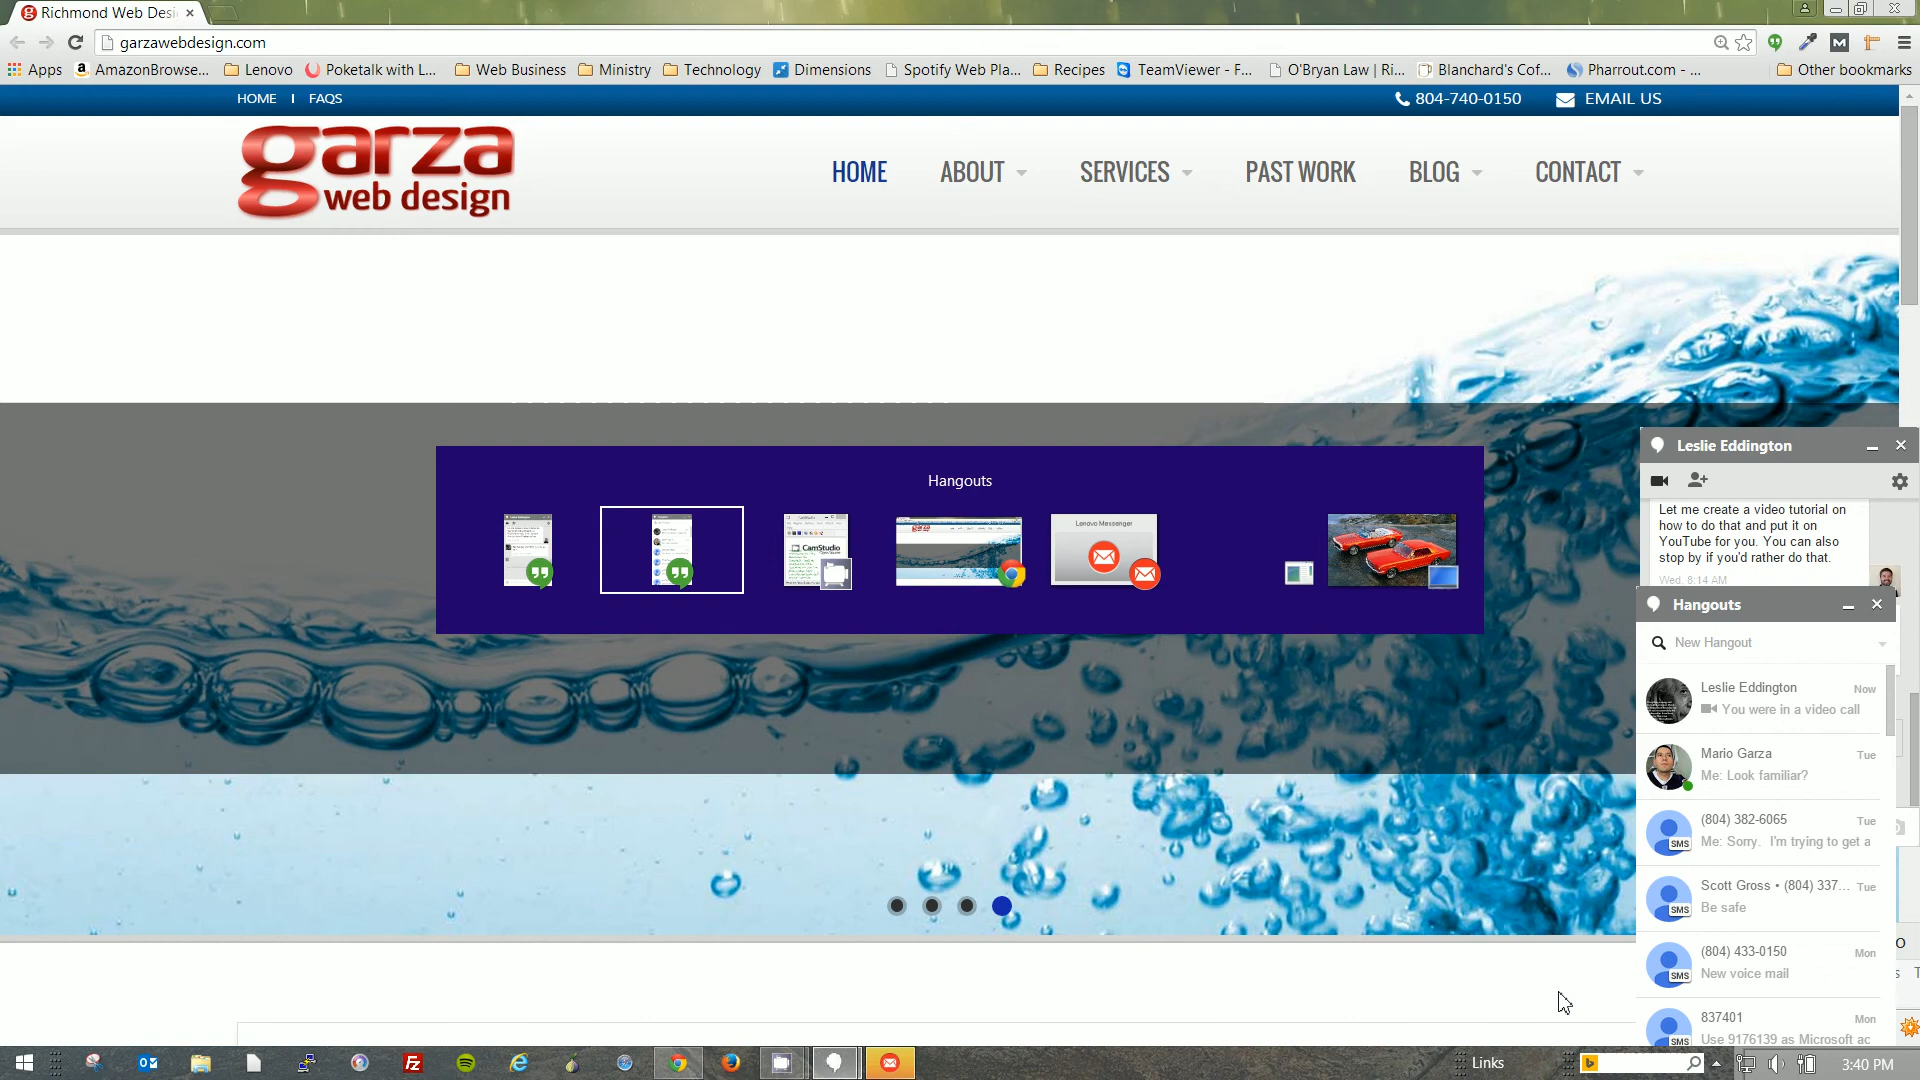 Richmond Web Desi
garzawebdesign.com
Apps
AmazonBrowse...
Lenovo
Poketalk with L...
Web Business
Ministry
Technology
Dimensions
Spotify Web Pla...
Recipes
TeamViewer - F...
O'Bryan Law | Ri...
Blanchard's Cof...
Pharrout.com - ...
Other bookmarks
HOME | FAQS
804-740-0150
EMAIL US
garza
web design
HOME
ABOUT
SERVICES
PAST WORK
BLOG
CONTACT
Hangouts
CamStudio
Lenovo Messenger
Leslie Eddington
Let me create a video tutorial on
how to do that and put it on
YouTube for you. You can also
stop by if you'd rather do that.
Wed, 8:14 AM
Hangouts
New Hangout
Leslie Eddington Now
You were in a video call
Mario Garza Tue
Me: Look familiar?
(804) 382-6065 Tue
SMS Me: Sorry. I'm trying to get a
Scott Gross • (804) 337... Tue
SMS Be safe
(804) 433-0150 Mon
SMS New voice mail
837401 Mon
SMS Use 9176139 as Microsoft ac
Links
3:40 PM